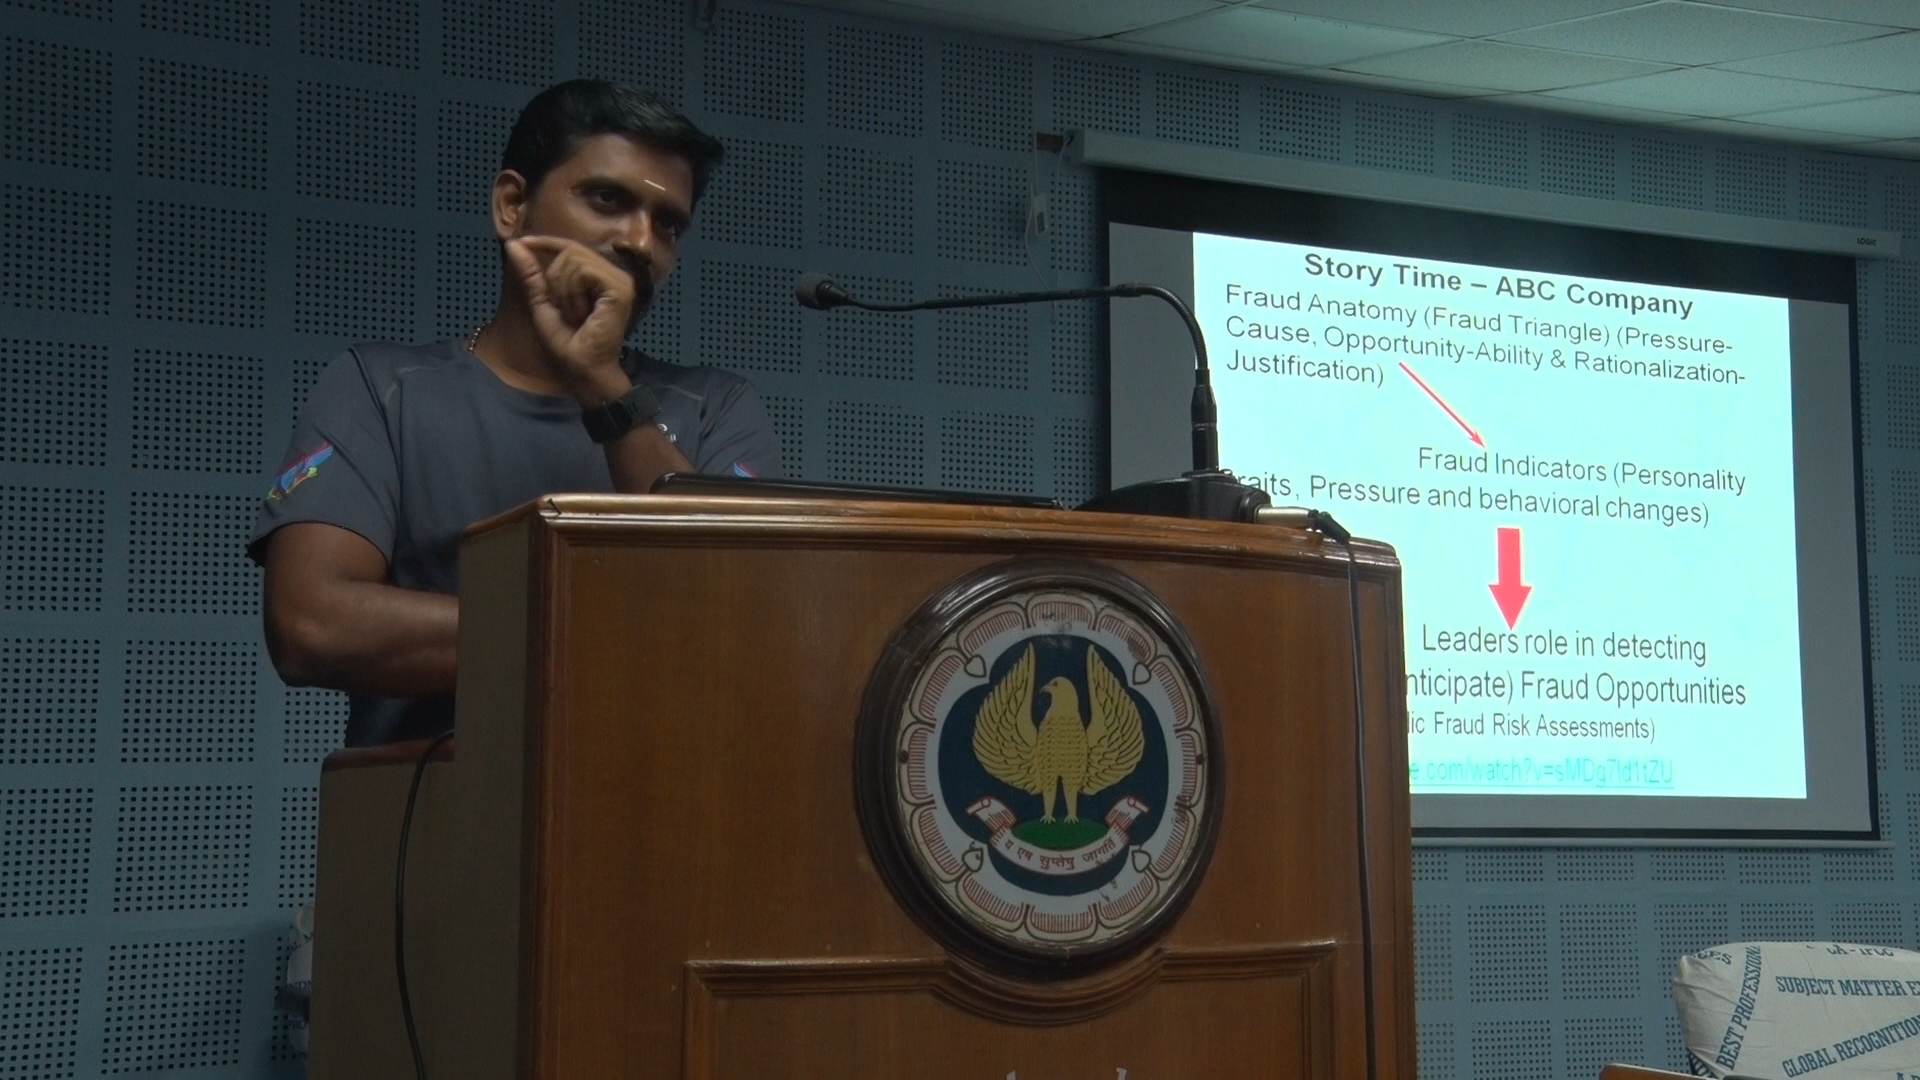 LOGIC
Story Time – ABC Company
Fraud Anatomy (Fraud Triangle) (Pressure-
Cause, Opportunity-Ability & Rationalization-
Justification)
Fraud Indicators (Personality
raits, Pressure and behavioral changes)
Leaders role in detecting
nticipate) Fraud Opportunities
lic Fraud Risk Assessments)
e.com/watch?v=sMDg7ld1tZU
य एष सुप्तेषु जागर्ति
BEST PROFESSION
SUBJECT MATTER E
GLOBAL RECOGNITION